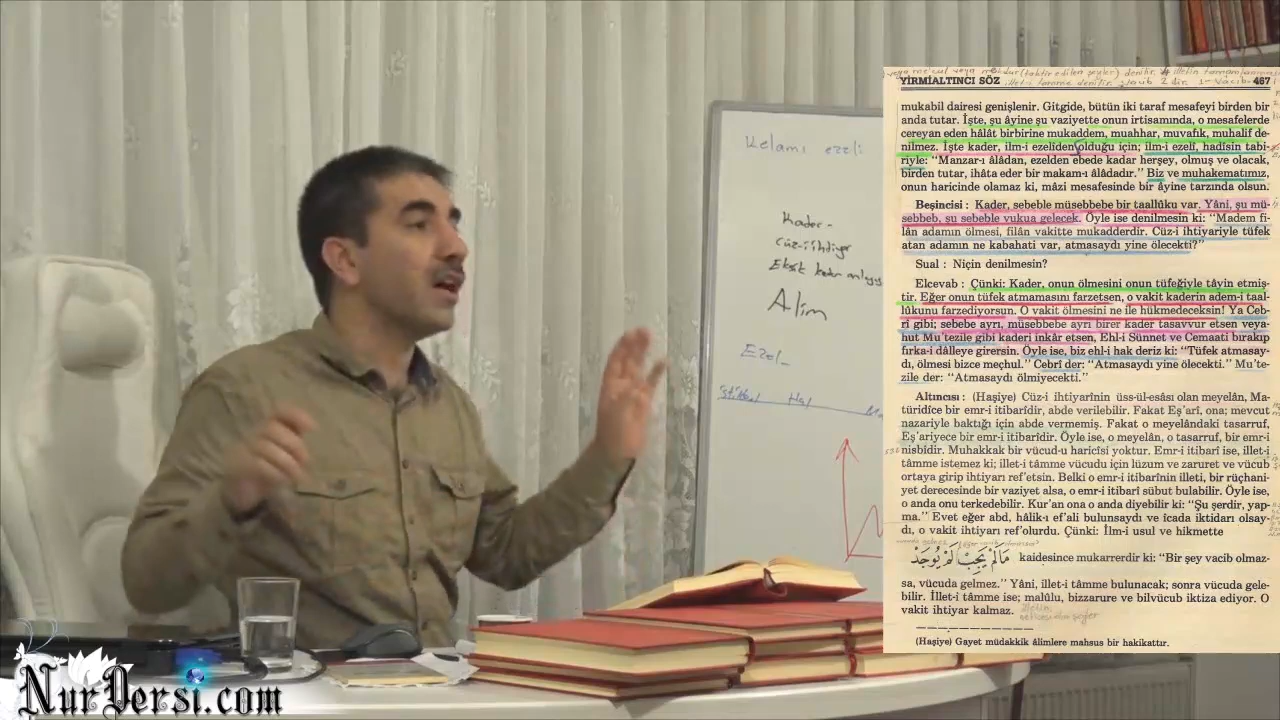 Kelamı ezeli
Kader -
Cüz-i ihtiyar
Eksik kader anlayışı
Alim
Ezel
istikbal Hal
YİRMİALTINCI SÖZ 467
mukabil dairesi genişlenir. Gitgide, bütün iki taraf mesafeyi birden bir
anda tutar. İşte, şu âyine şu vaziyette onun irtisamında, o mesafelerde
cereyan eden hâlât birbirine mukaddem, muahhar, muvafık, muhalif de-
nilmez. İşte kader, ilm-i ezelîden olduğu için; ilm-i ezelî, hadîsin tabi-
riyle: “Manzar-ı âlâdan, ezelden ebede kadar herşey, olmuş ve olacak,
birden tutar, ihâta eder bir makam-ı âlâdadır.” Biz ve muhakematımız,
onun haricinde olamaz ki, mâzi mesafesinde bir âyine tarzında olsun.
Beşincisi : Kader, sebeble müsebbebe bir taallûku var. Yâni, şu mü-
sebbeb, şu sebeble vukua gelecek. Öyle ise denilmesin ki: “Madem fi-
lân adamın ölmesi, filân vakitte mukadderdir. Cüz-i ihtiyariyle tüfek
atan adamın ne kabahati var, atmasaydı yine ölecekti?”
Sual : Niçin denilmesin?
Elcevab : Çünki: Kader, onun ölmesini onun tüfeğiyle tâyin etmiş-
tir. Eğer onun tüfek atmamasını farzetsen, o vakit kaderin adem-i taal-
lûkunu farzediyorsun. O vakit ölmesini ne ile hükmedeceksin! Ya Ceb-
rî gibi; sebebe ayrı, müsebbebe ayrı birer kader tasavvur etsen veya-
hut Mu'tezile gibi kaderi inkâr etsen, Ehl-i Sünnet ve Cemaati bırakıp
fırka-i dâlleye girersin. Öyle ise, biz ehl-i hak deriz ki: “Tüfek atmasay-
dı, ölmesi bizce meçhul.” Cebrî der: “Atmasaydı yine ölecekti.” Mu'te-
zile der: “Atmasaydı ölmiyecekti.”
Altıncısı : (Haşiye) Cüz-i ihtiyarînin üss-ül-esâsı olan meyelân, Ma-
türidîce bir emr-i itibarîdir, abde verilebilir. Fakat Eş'arî, ona; mevcut
nazariyle baktığı için abde vermemiş. Fakat o meyelândaki tasarruf,
Eş'ariyece bir emr-i itibarîdir. Öyle ise, o meyelân, o tasarruf, bir emr-i
nisbîdir. Muhakkak bir vücud-u haricîsi yoktur. Emr-i itibarî ise, illet-i
tâmme istemez ki; illet-i tâmme vücudu için lüzum ve zaruret ve vücub
ortaya girip ihtiyarı ref'etsin. Belki o emr-i itibarînin illeti, bir rüçhani-
yet derecesinde bir vaziyet alsa, o emr-i itibarî sübut bulabilir. Öyle ise,
o anda onu terkedebilir. Kur'an ona o anda diyebilir ki: “Şu şerdir, yap-
ma.” Evet eğer abd, hâlik-ı ef'ali bulunsaydı ve icada iktidarı olsay-
dı, o vakit ihtiyarı ref'olurdu. Çünki: İlm-i usul ve hikmette
مَالَمْ يَجِبْ لَمْ يُوجَدْ kaidesince mukarrerdir ki: “Bir şey vacib olmaz-
sa, vücuda gelmez.” Yâni, illet-i tâmme bulunacak; sonra vücuda gele-
bilir. İllet-i tâmme ise; malûlu, bizzarure ve bilvücub iktiza ediyor. O
vakit ihtiyar kalmaz.
(Haşiye) Gayet müdakkik âlimlere mahsus bir hakikattır.
NurDersi.com